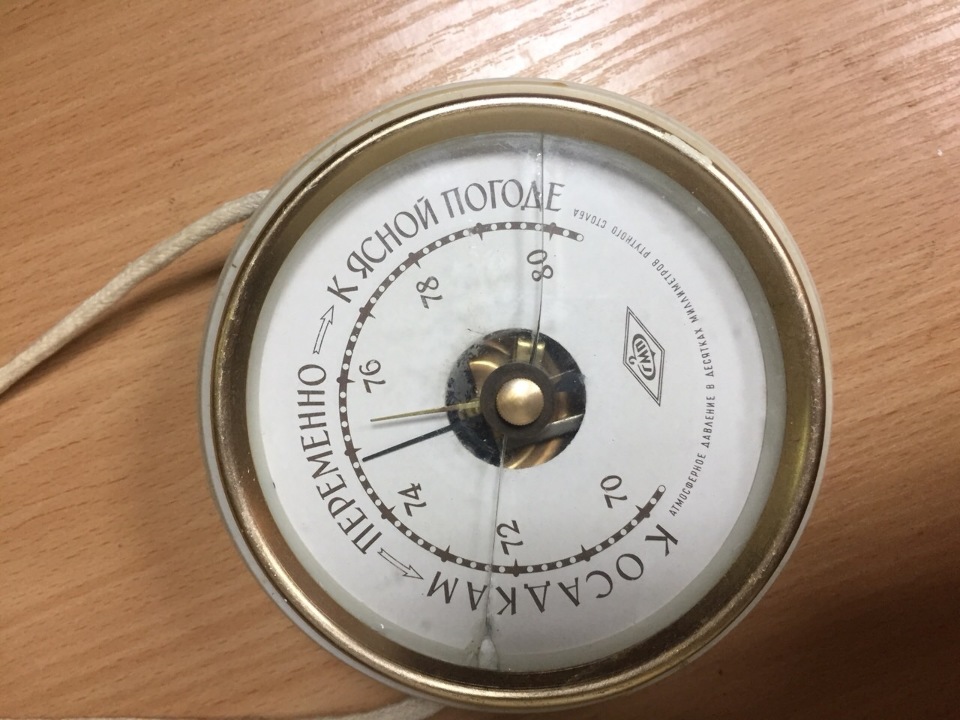 К ОСАДКАМ ⇐ ПЕРЕМЕННО ⇒ К ЯСНОЙ ПОГОДЕ
70 72 74 76 78 80
АТМОСФЕРНОЕ ДАВЛЕНИЕ В ДЕСЯТКАХ МИЛЛИМЕТРОВ РТУТНОГО СТОЛБА